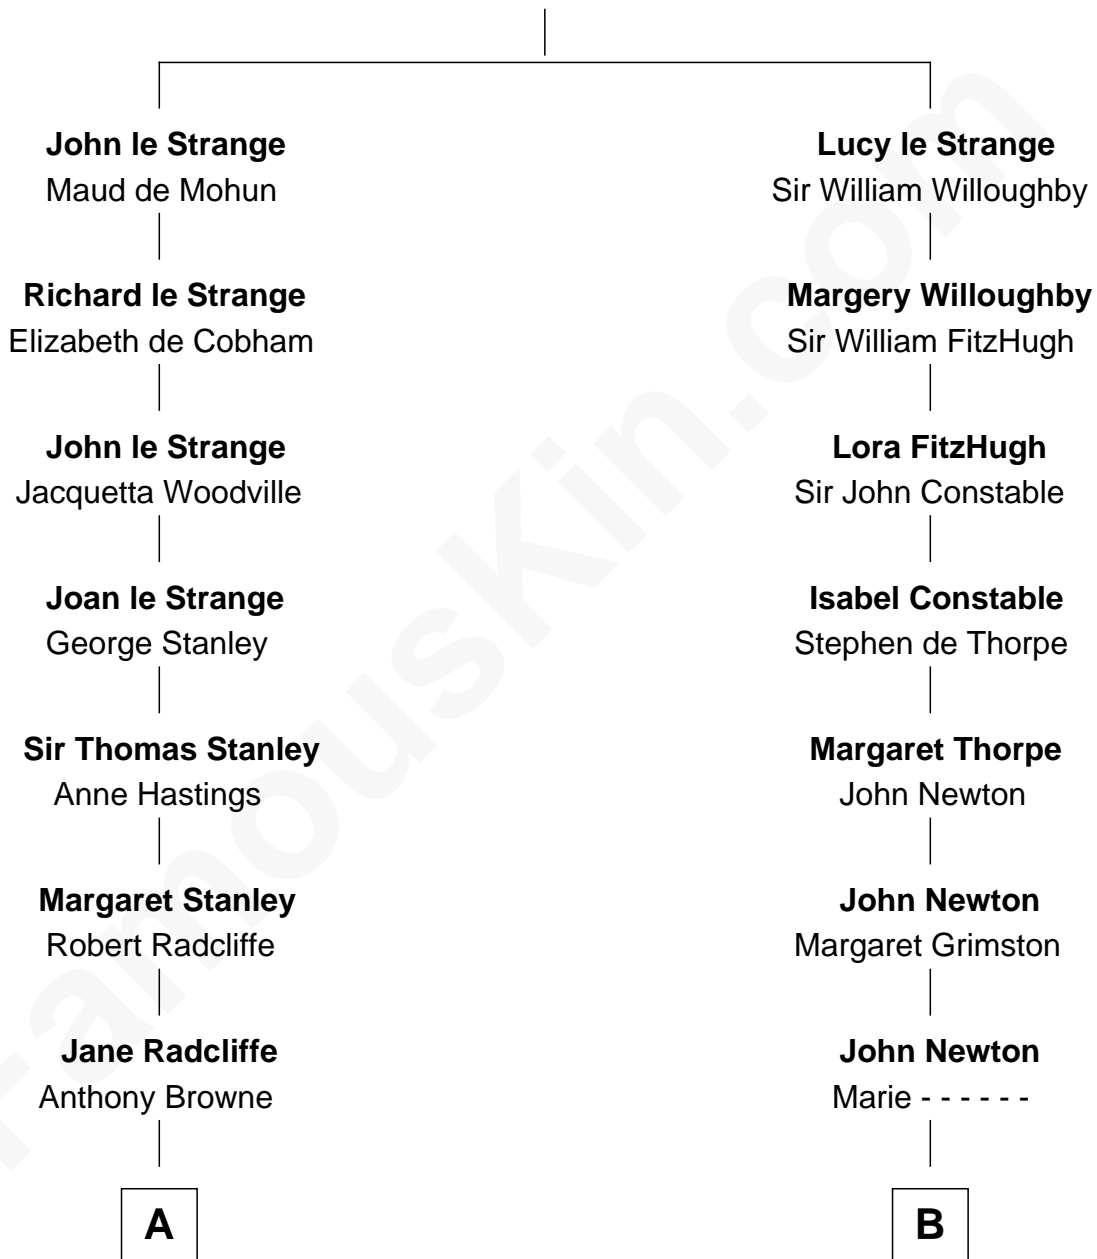 John le Strange
Maud de Mohun
Lucy le Strange
Sir William Willoughby
Richard le Strange
Elizabeth de Cobham
Margery Willoughby
Sir William FitzHugh
John le Strange
Jacquetta Woodville
Lora FitzHugh
Sir John Constable
Joan le Strange
George Stanley
Isabel Constable
Stephen de Thorpe
Sir Thomas Stanley
Anne Hastings
Margaret Thorpe
John Newton
Margaret Stanley
Robert Radcliffe
John Newton
Margaret Grimston
Jane Radcliffe
Anthony Browne
John Newton
Marie - - - - - -
A
B
FamousKin.com